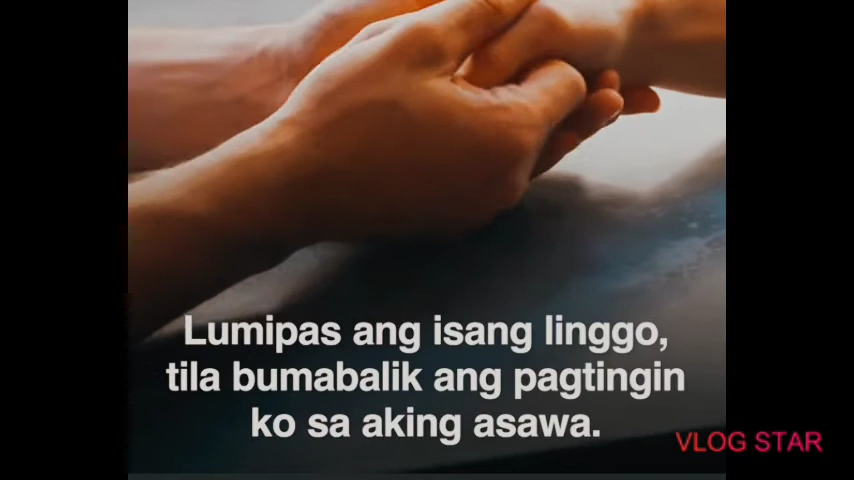 Lumipas ang isang linggo,
tila bumabalik ang pagtingin
ko sa aking asawa.
VLOG STAR